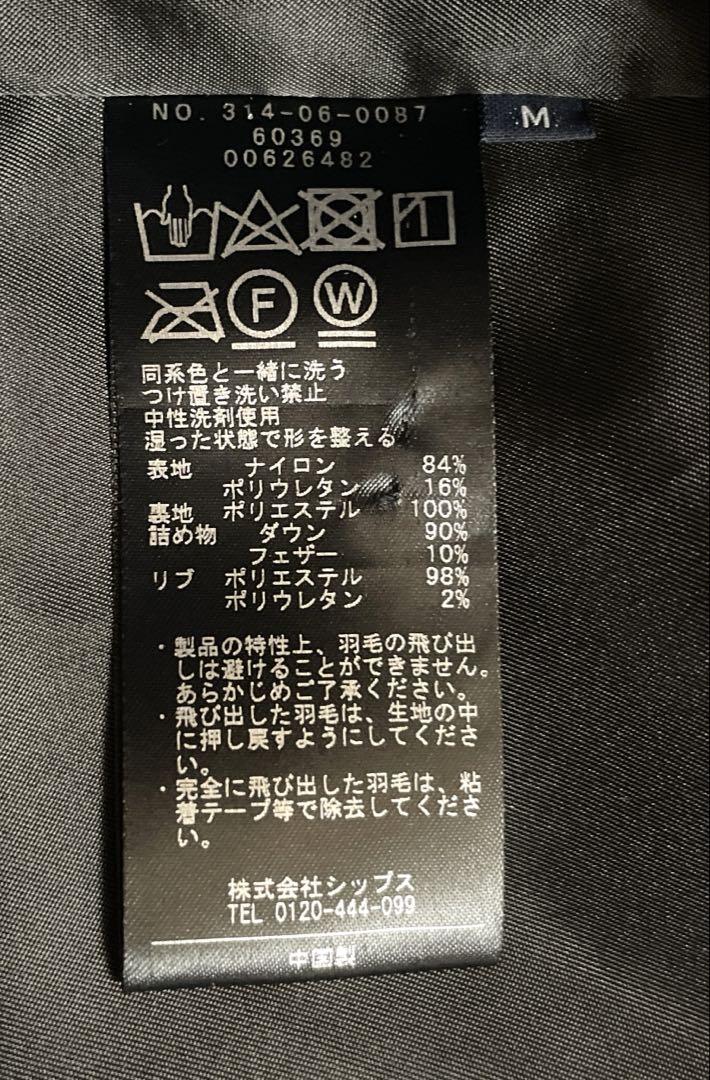 NO. 314-06-0087
M
60369
00626482
F W
同系色と一緒に洗う
つけ置き洗い禁止
中性洗剤使用
湿った状態で形を整える
表地 ナイロン 84%
ポリウレタン 16%
裏地 ポリエステル 100%
詰め物 ダウン 90%
フェザー 10%
リブ ポリエステル 98%
ポリウレタン 2%
・製品の特性上、羽毛の飛び出
しは避けることができません。
あらかじめご了承ください。
・飛び出した羽毛は、生地の中
に押し戻すようにしてくださ
い。
・完全に飛び出した羽毛は、粘
着テープ等で除去してくださ
い。
株式会社シップス
TEL 0120-444-099
中国製